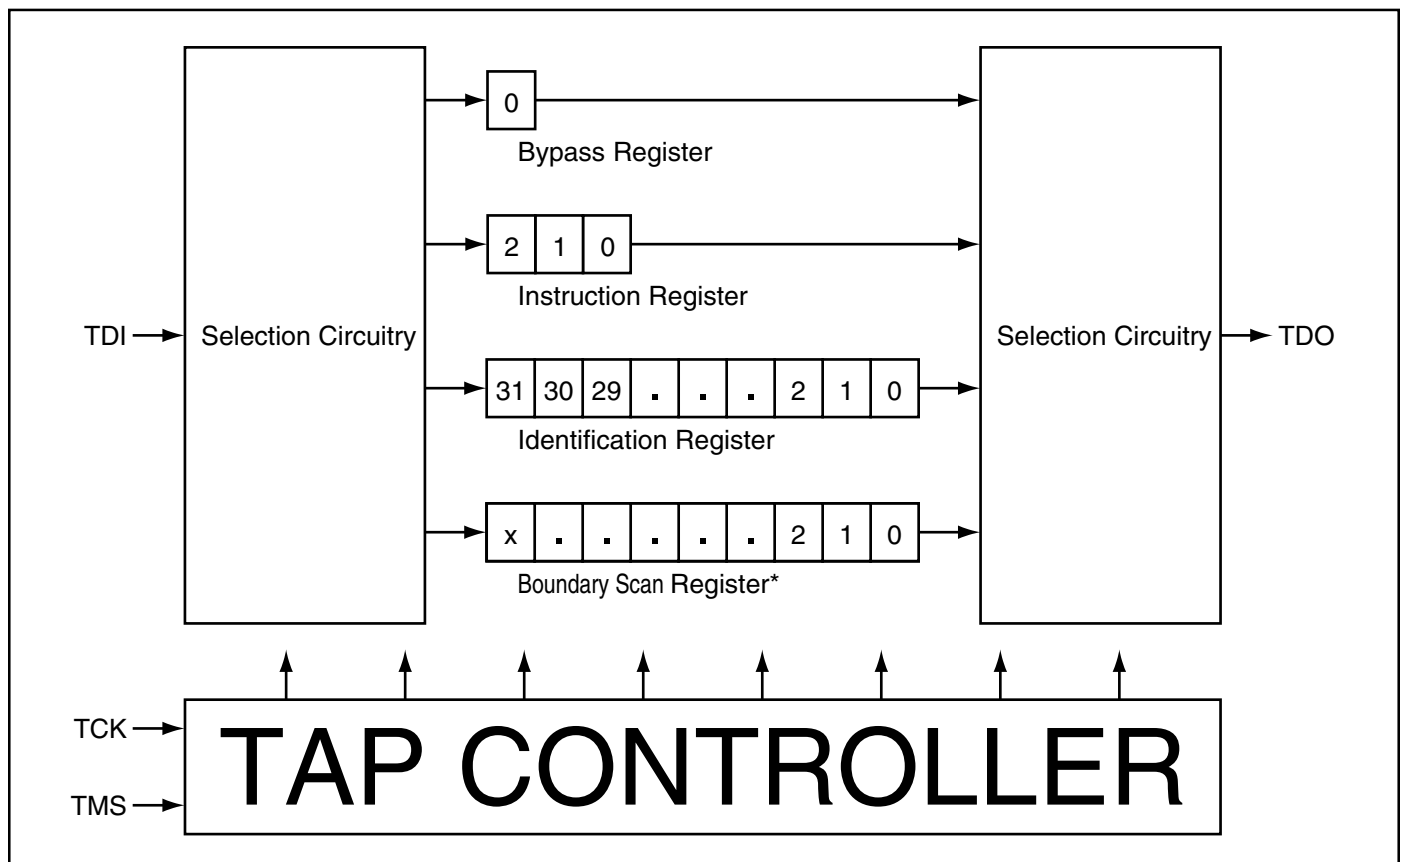 0
Bypass Register
2 1 0
Instruction Register
TDI
Selection Circuitry
Selection Circuitry
TDO
31 30 29 . . . 2 1 0
Identification Register
x . . . . . 2 1 0
Boundary Scan Register*
TCK
TMS
TAP CONTROLLER